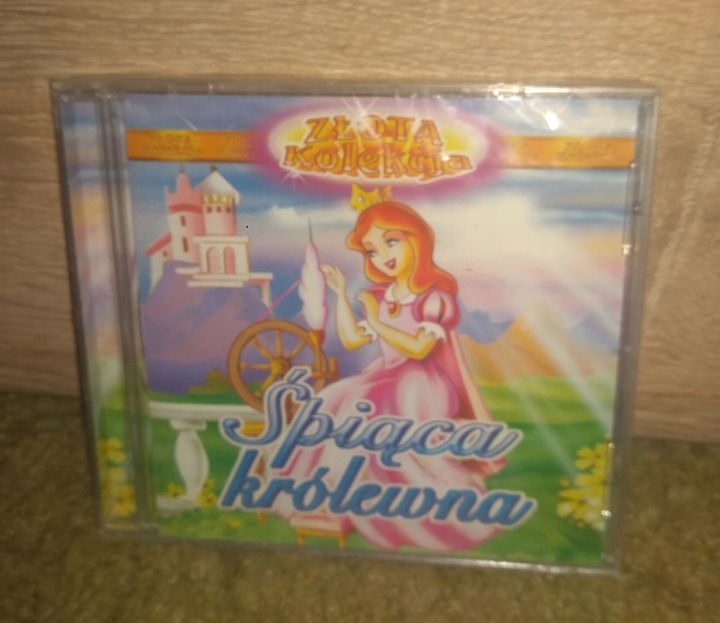 ZŁOTA
Kolekcja
Śpiąca
królewna